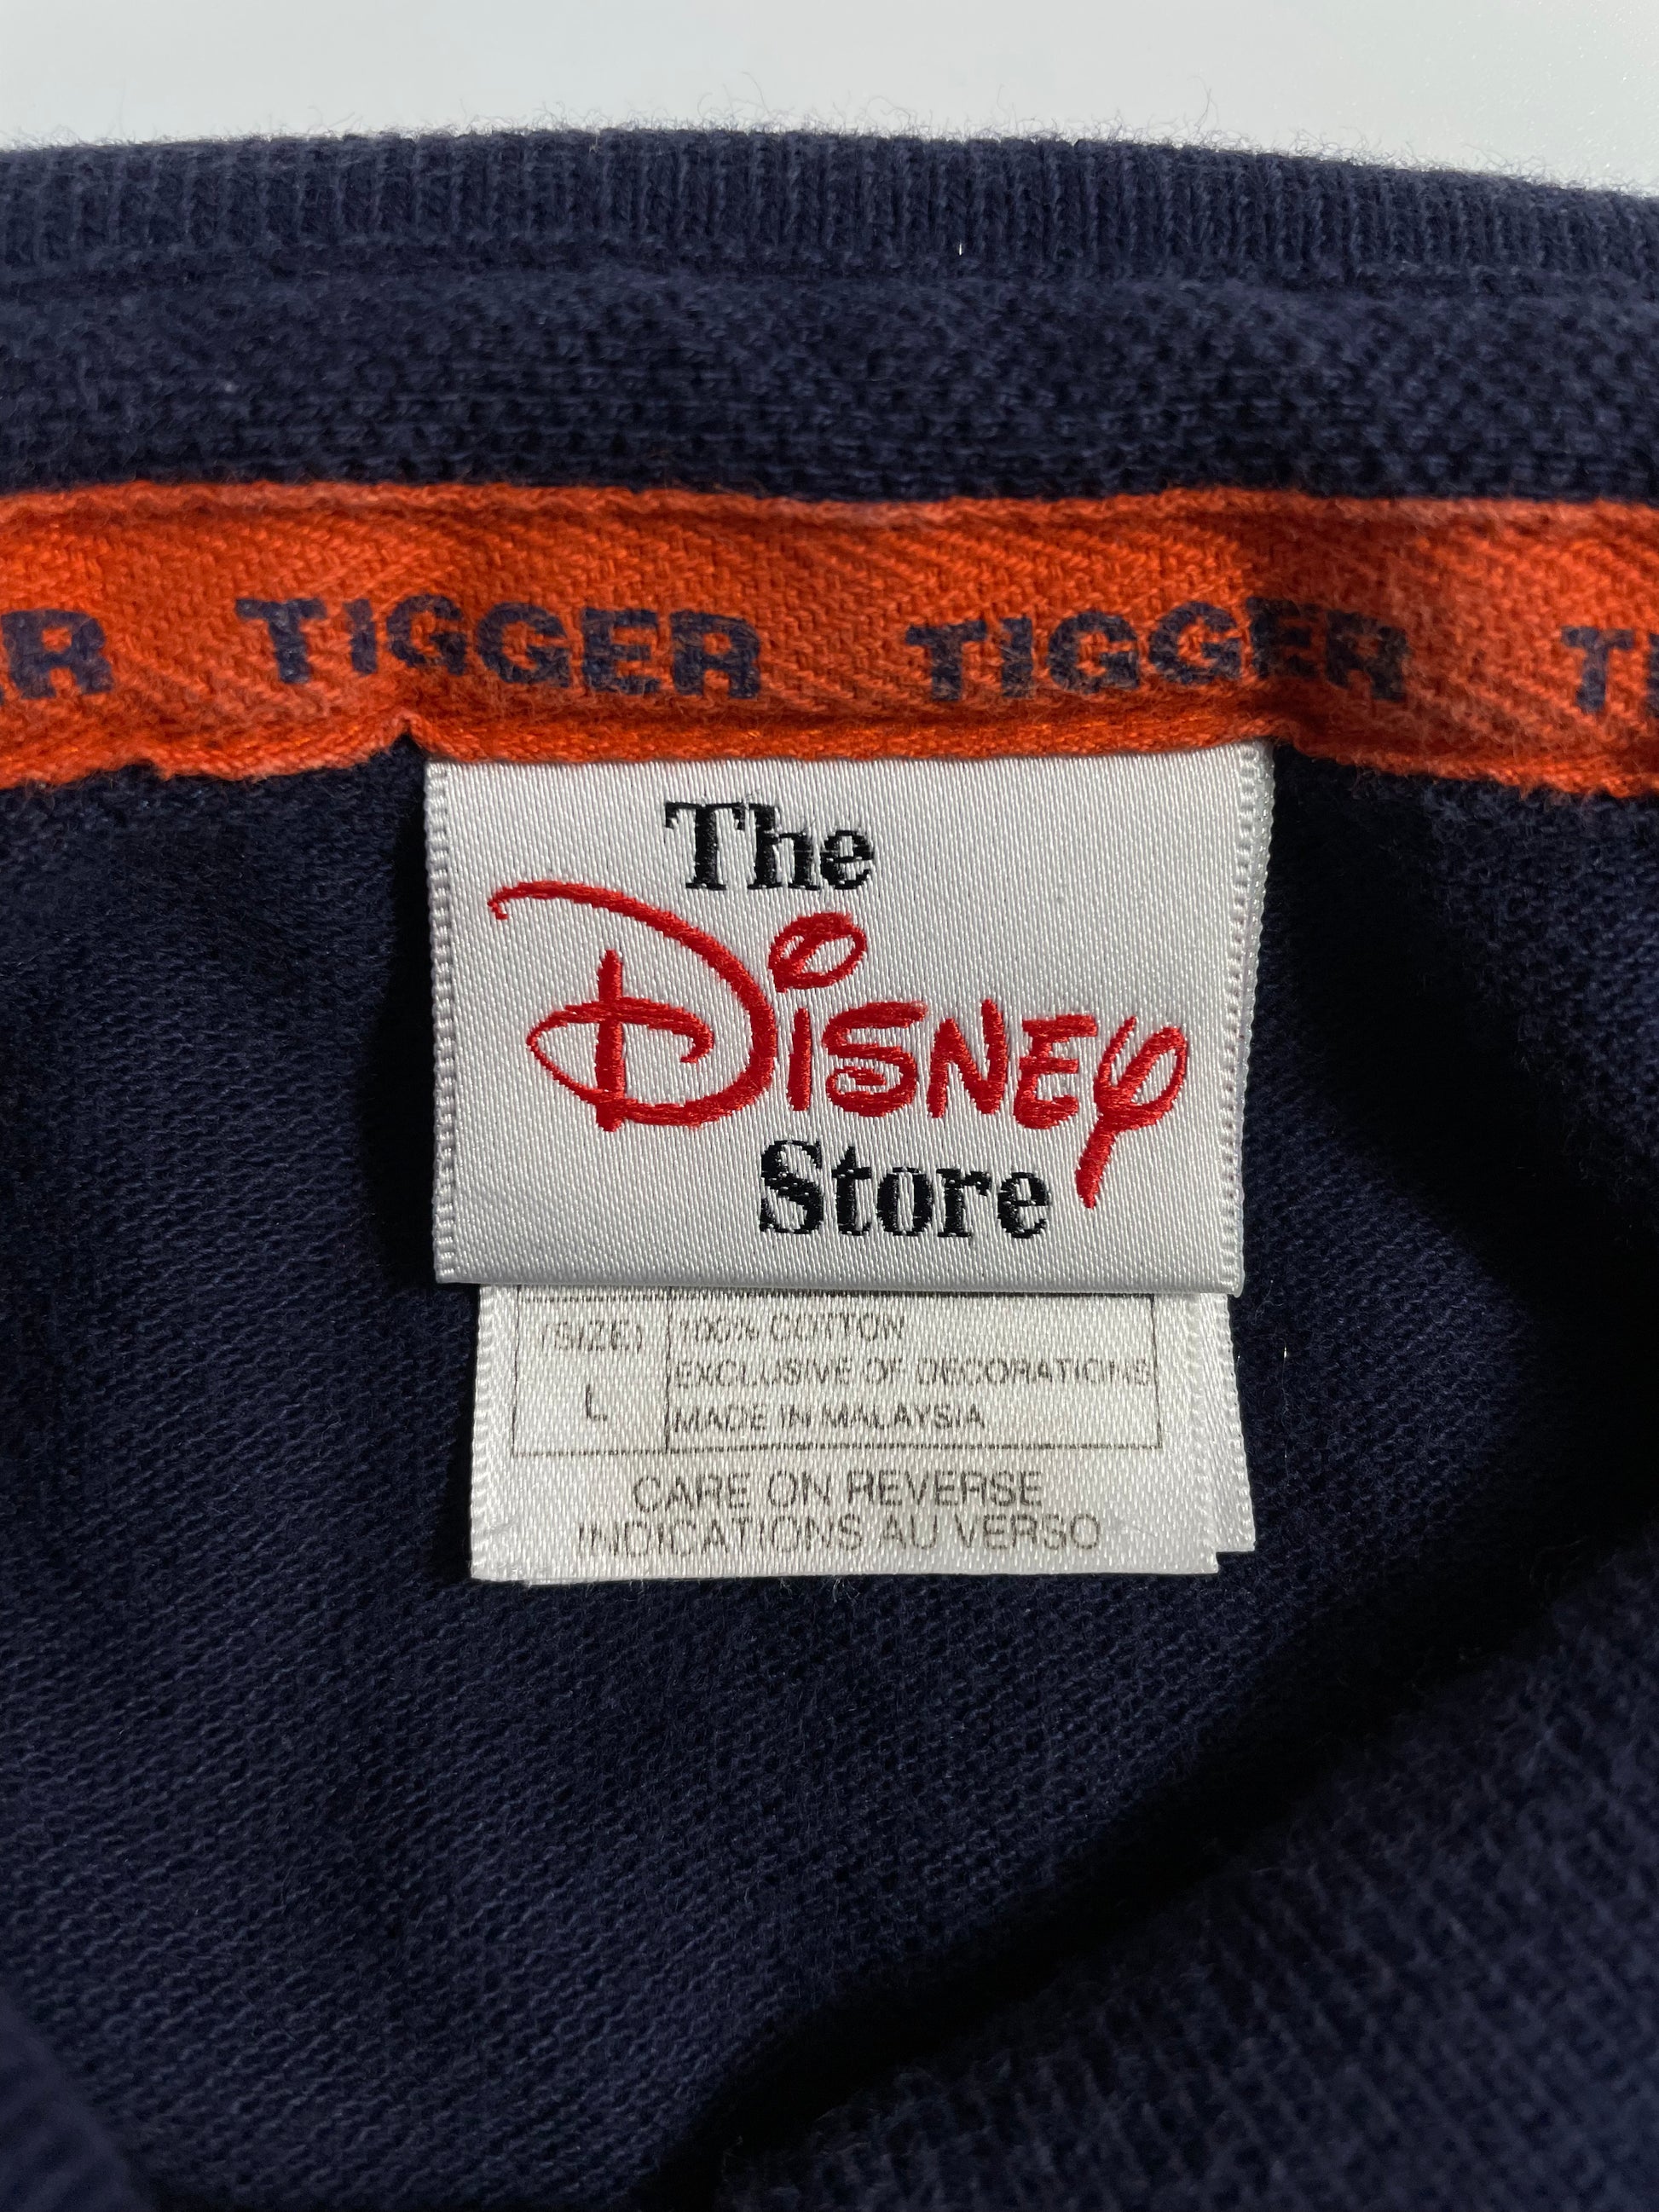 TIGGER TIGGER
The
Disney
Store
(SIZE) 100% COTTON
EXCLUSIVE OF DECORATIONS
L MADE IN MALAYSIA
CARE ON REVERSE
INDICATIONS AU VERSO